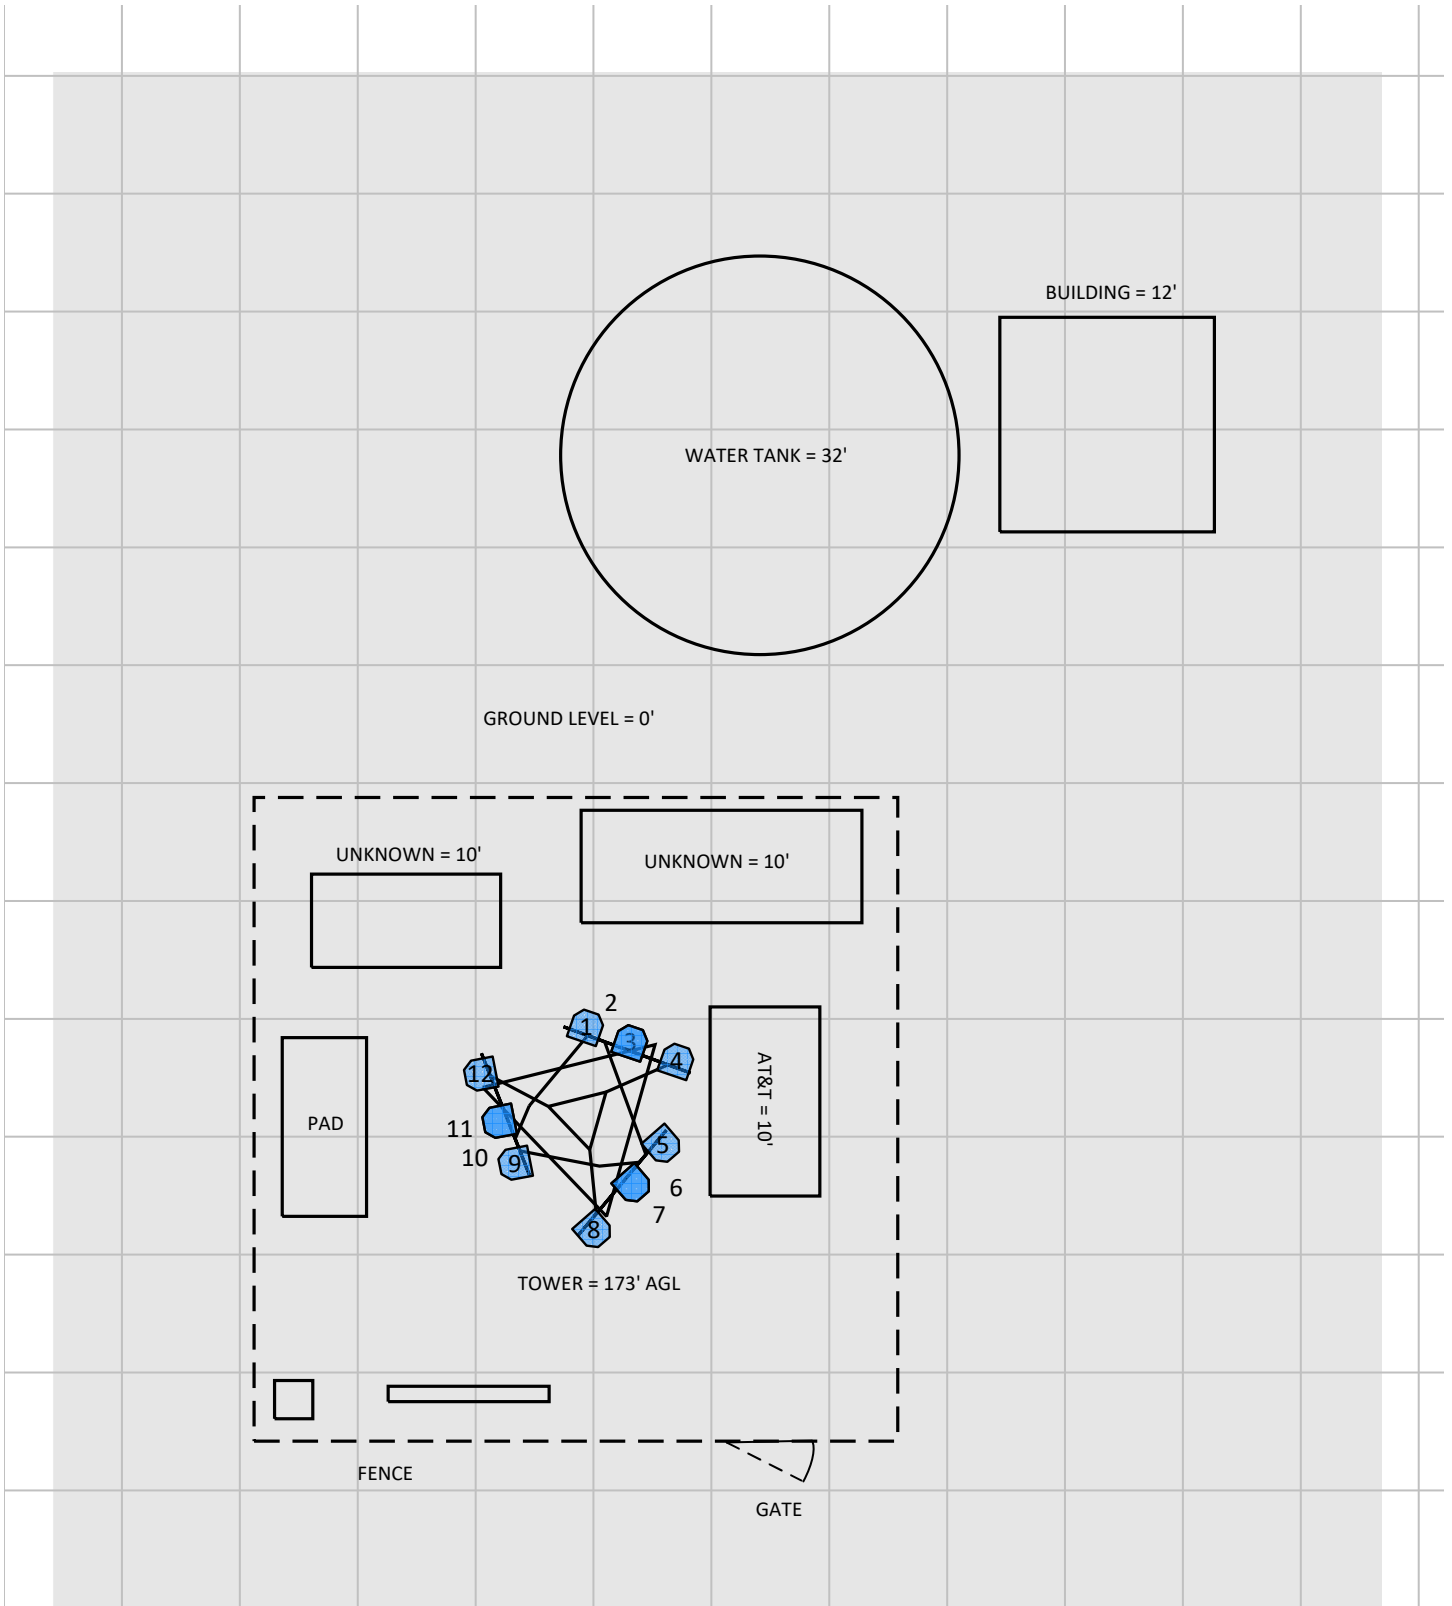 BUILDING = 12'
WATER TANK = 32'
GROUND LEVEL = 0'
UNKNOWN = 10'
UNKNOWN = 10'
2
1
3
4
12
AT&T = 10'
PAD
11
10
9
5
6
7
8
TOWER = 173' AGL
FENCE
GATE